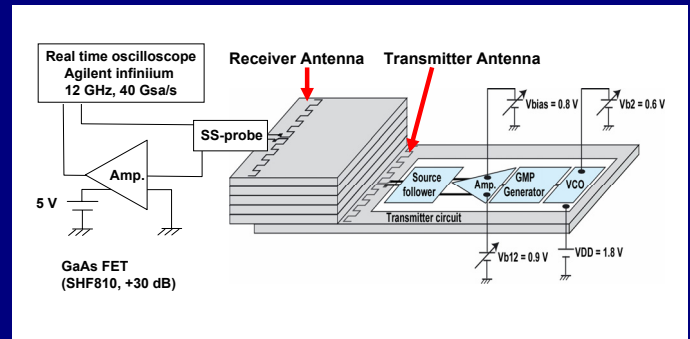 Real time oscilloscope
Agilent infiniium
12 GHz, 40 Gsa/s
Receiver Antenna
Transmitter Antenna
SS-probe
Amp.
5 V
GaAs FET
(SHF810, +30 dB)
Vbias = 0.8 V
Vb2 = 0.6 V
Source
follower
Amp.
GMP
Generator
VCO
Transmitter circuit
Vb12 = 0.9 V
VDD = 1.8 V